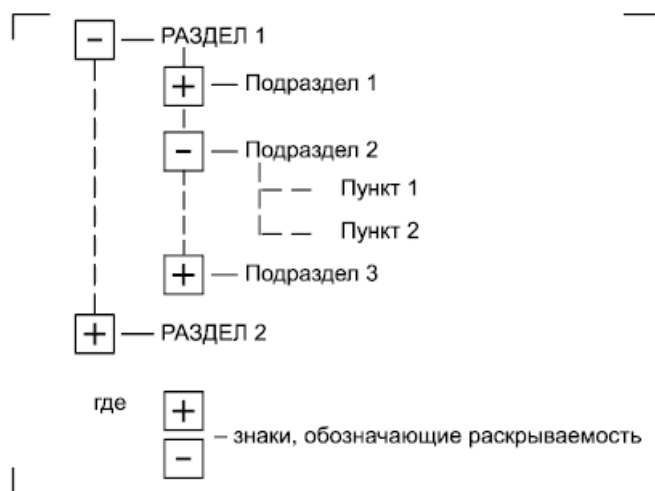 - РАЗДЕЛ 1
+ Подраздел 1
- Подраздел 2
Пункт 1
Пункт 2
+ Подраздел 3
+ РАЗДЕЛ 2
где +
– знаки, обозначающие раскрываемость
-